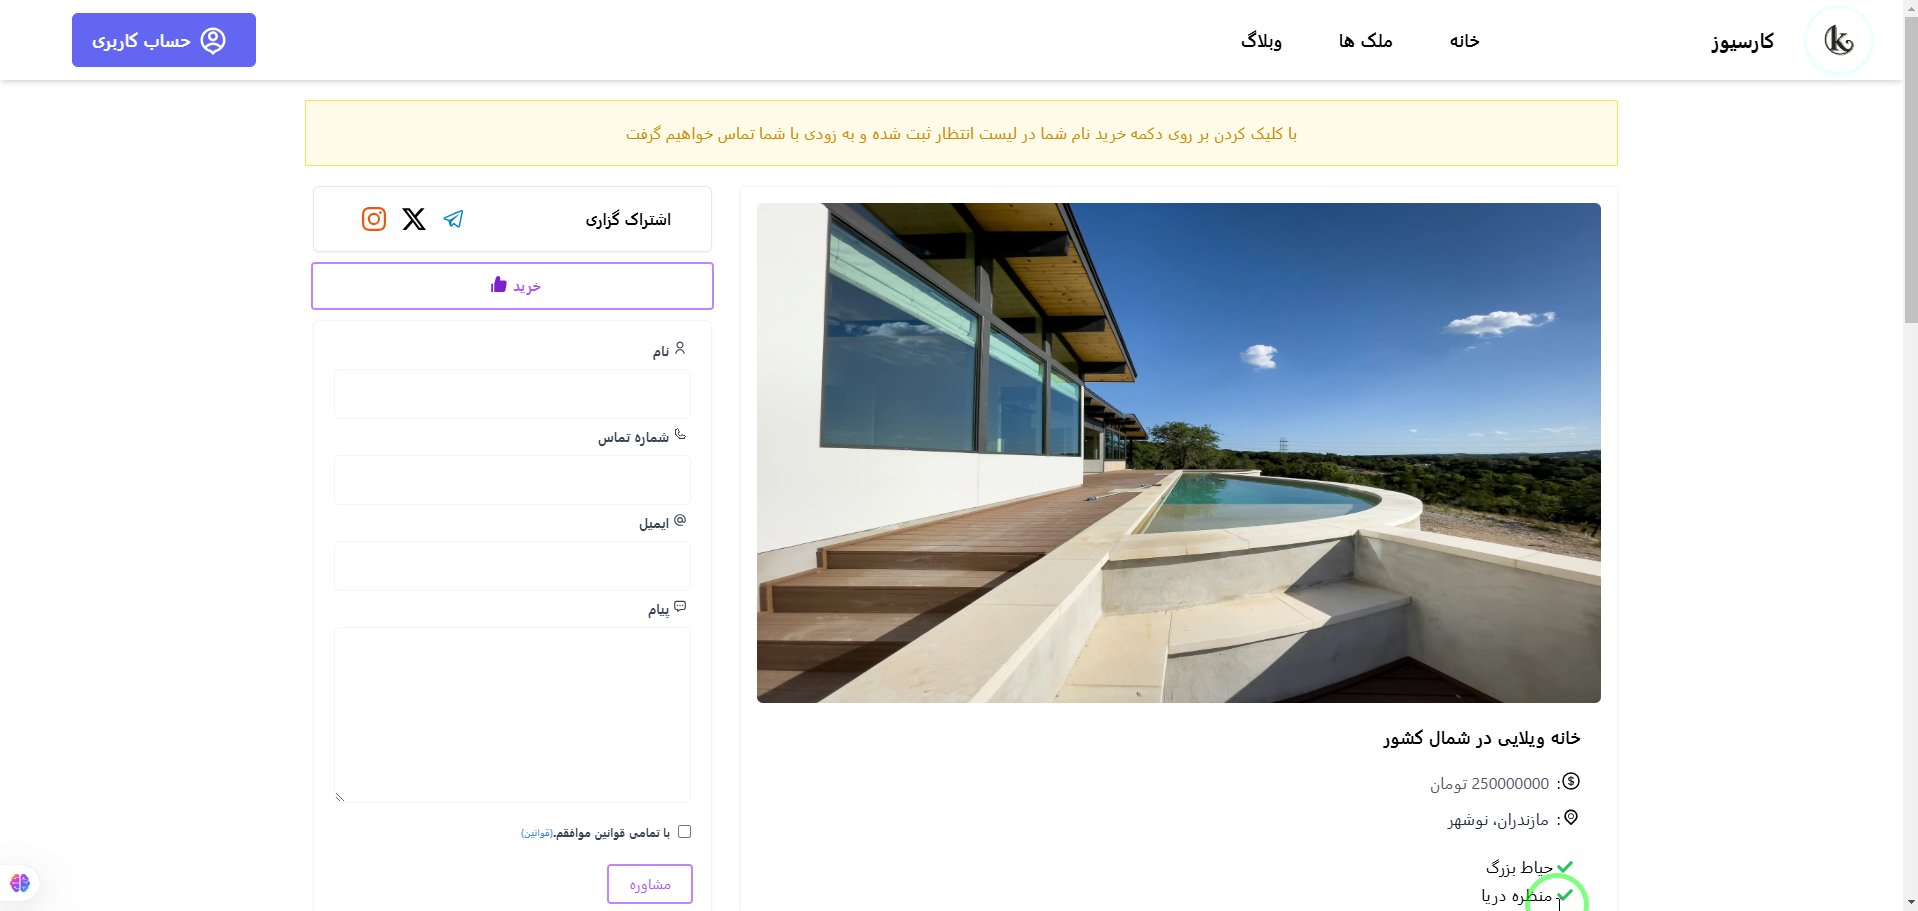 کارسیوز
خانه
ملک ها
وبلاگ
حساب کاربری
با کلیک کردن بر روی دکمه خرید نام شما در لیست انتظار ثبت شده و به زودی با شما تماس خواهیم گرفت
خانه ویلایی در شمال کشور
: 250000000 تومان
: مازندران، نوشهر
حیاط بزرگ
منظره دریا
اشتراک گزاری
خرید
نام
شماره تماس
ایمیل
پیام
با تمامی قوانین موافقم.(قوانین)
مشاوره